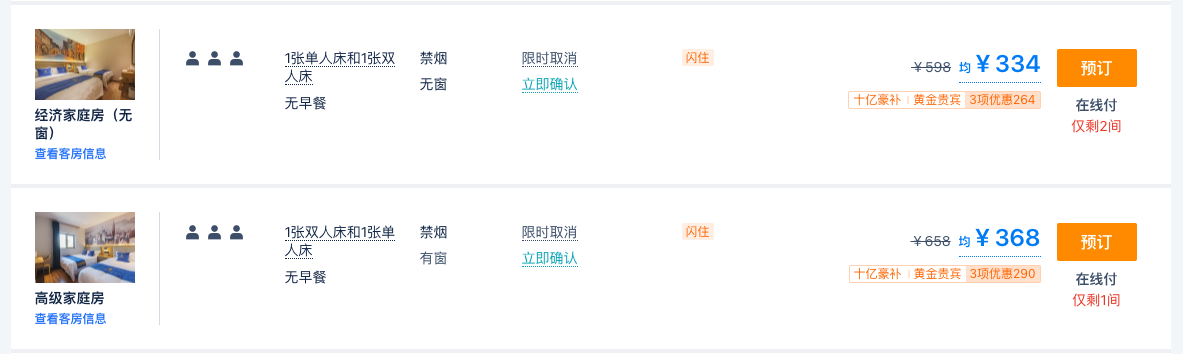 1张单人床和1张双
人床
无早餐
禁烟
无窗
限时取消
立即确认
闪住
￥598 均 ￥334
十亿豪补 黄金贵宾 3项优惠264
预订
在线付
仅剩2间
经济家庭房（无
窗）
查看客房信息
1张双人床和1张单
人床
无早餐
禁烟
有窗
限时取消
立即确认
闪住
￥658 均 ￥368
十亿豪补 黄金贵宾 3项优惠290
预订
在线付
仅剩1间
高级家庭房
查看客房信息